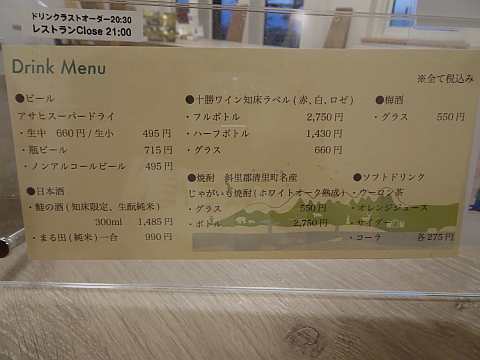 ドリンクラストオーダー20:30
レストランClose 21:00
Drink Menu
※全て税込み
●ビール
アサヒスーパードライ
・生中 660円 / 生小 495円
・瓶ビール 715円
・ノンアルコールビール 495円
●日本酒
・鮭の酒 (知床限定、生酛純米)
300ml 1,485円
・まる田 (純米) 一合 990円
●十勝ワイン知床ラベル (赤、白、ロゼ)
・フルボトル 2,750円
・ハーフボトル 1,430円
・グラス 660円
●焼酎 斜里郡清里町名産
じゃがいも焼酎 (ホワイトオーク熟成)
・グラス 550円
・ボトル 2,750円
●梅酒
・グラス 550円
●ソフトドリンク
・ウーロン茶
・オレンジジュース
・サイダー
・コーラ 各275円